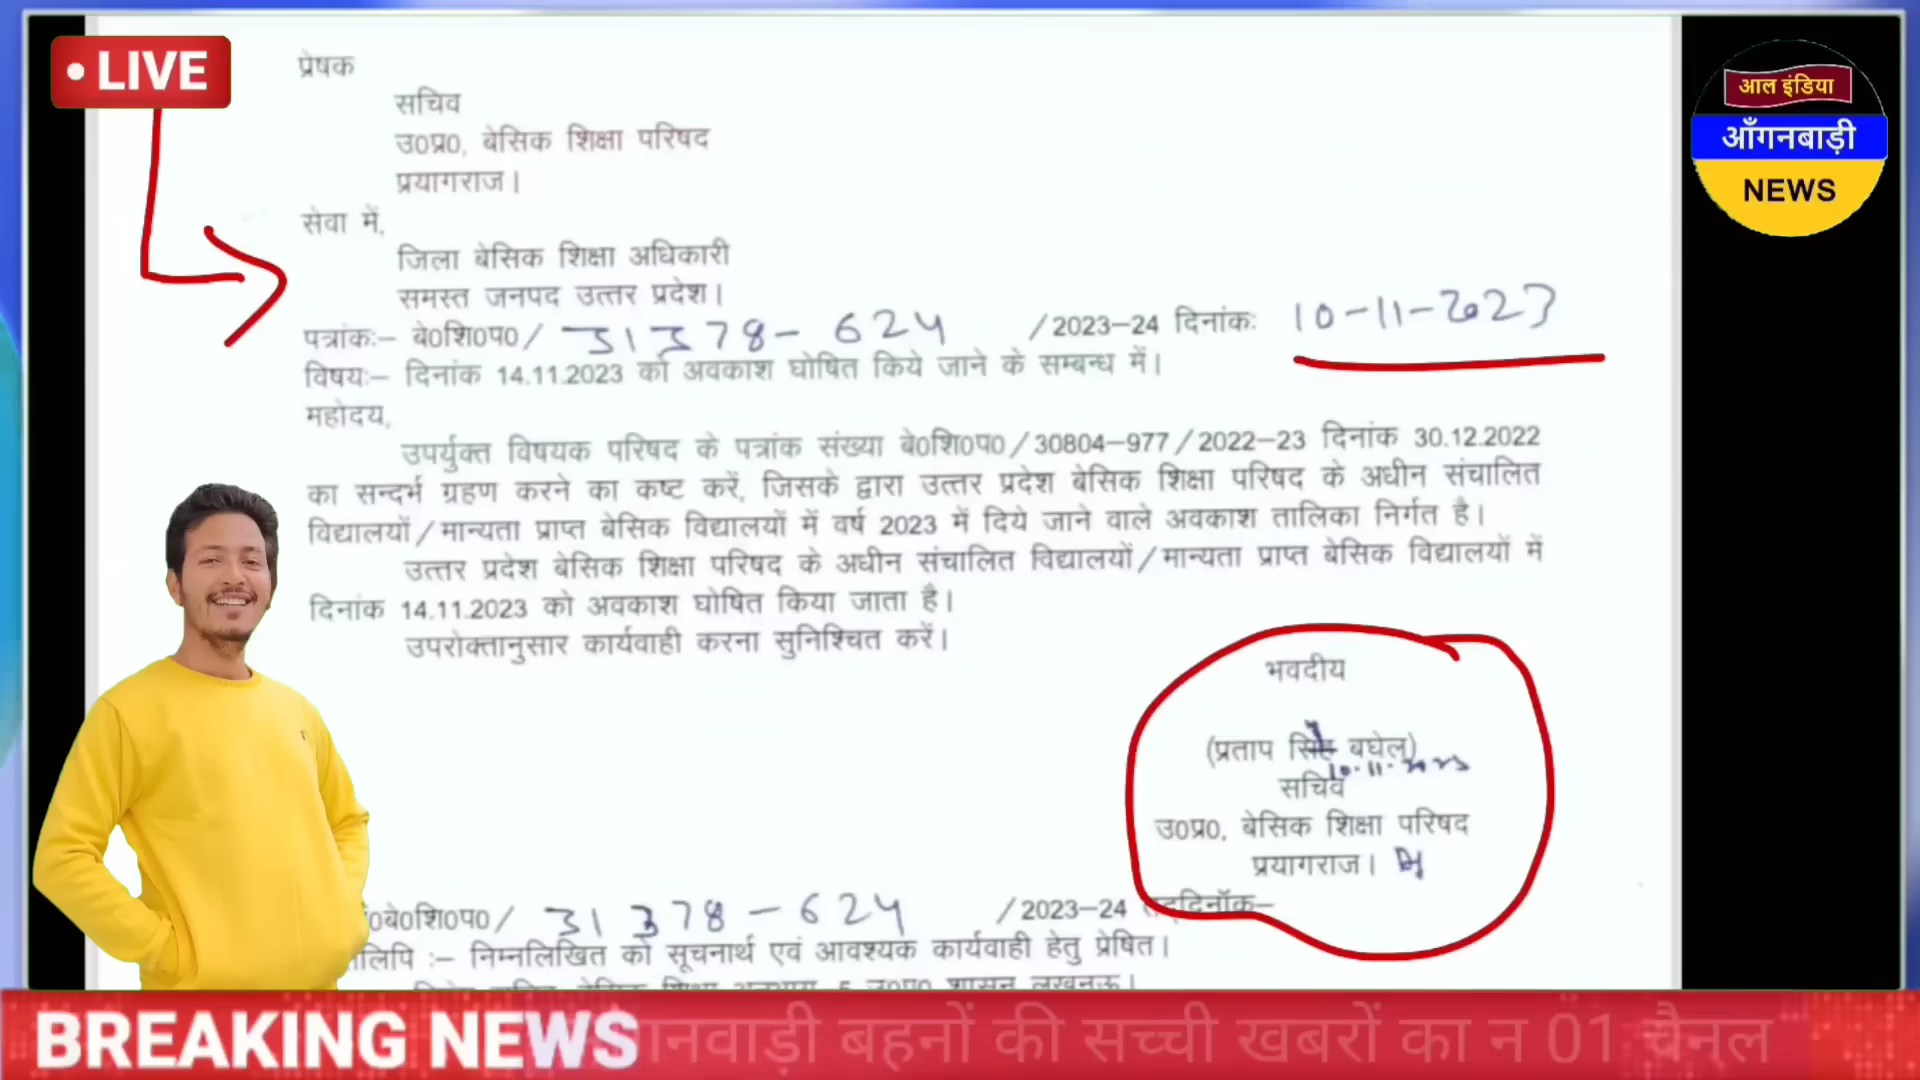 • LIVE
आल इंडिया
आँगनबाड़ी
NEWS
प्रेषक
सचिव
उ0प्र0, बेसिक शिक्षा परिषद
प्रयागराज।
सेवा में,
जिला बेसिक शिक्षा अधिकारी
समस्त जनपद उत्तर प्रदेश।
पत्रांकः– बे0शि0प0/ 31378-624 /2023–24 दिनांकः 10-11-2023
विषयः– दिनांक 14.11.2023 को अवकाश घोषित किये जाने के सम्बन्ध में।
महोदय,
उपर्युक्त विषयक परिषद के पत्रांक संख्या बे0शि0प0/30804–977/2022–23 दिनांक 30.12.2022
का सन्दर्भ ग्रहण करने का कष्ट करें, जिसके द्वारा उत्तर प्रदेश बेसिक शिक्षा परिषद के अधीन संचालित
विद्यालयों/मान्यता प्राप्त बेसिक विद्यालयों में वर्ष 2023 में दिये जाने वाले अवकाश तालिका निर्गत है।
उत्तर प्रदेश बेसिक शिक्षा परिषद के अधीन संचालित विद्यालयों/मान्यता प्राप्त बेसिक विद्यालयों में
दिनांक 14.11.2023 को अवकाश घोषित किया जाता है।
उपरोक्तानुसार कार्यवाही करना सुनिश्चित करें।
भवदीय
(प्रताप सिंह बघेल)
10.11.2023
सचिव
उ0प्र0, बेसिक शिक्षा परिषद
प्रयागराज।
0बे0शि0प0/ 31378-624 /2023–24 तद्दिनॉक–
लिपि :– निम्नलिखित को सूचनार्थ एवं आवश्यक कार्यवाही हेतु प्रेषित।
BREAKING NEWS गनवाड़ी बहनों की सच्ची खबरों का न 01 चैनल